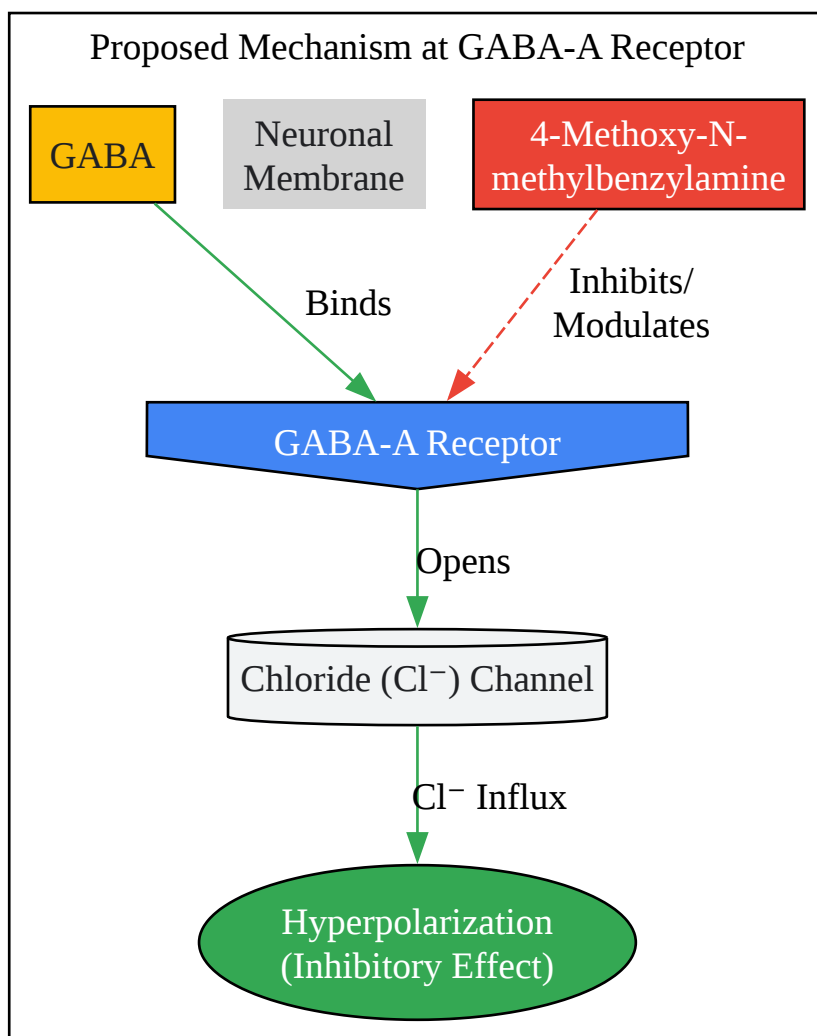 Proposed Mechanism at GABA-A Receptor
GABA
Neuronal
Membrane
4-Methoxy-N-
methylbenzylamine
Binds
Inhibits/
Modulates
GABA-A Receptor
Opens
Chloride (Cl⁻) Channel
Cl⁻ Influx
Hyperpolarization
(Inhibitory Effect)